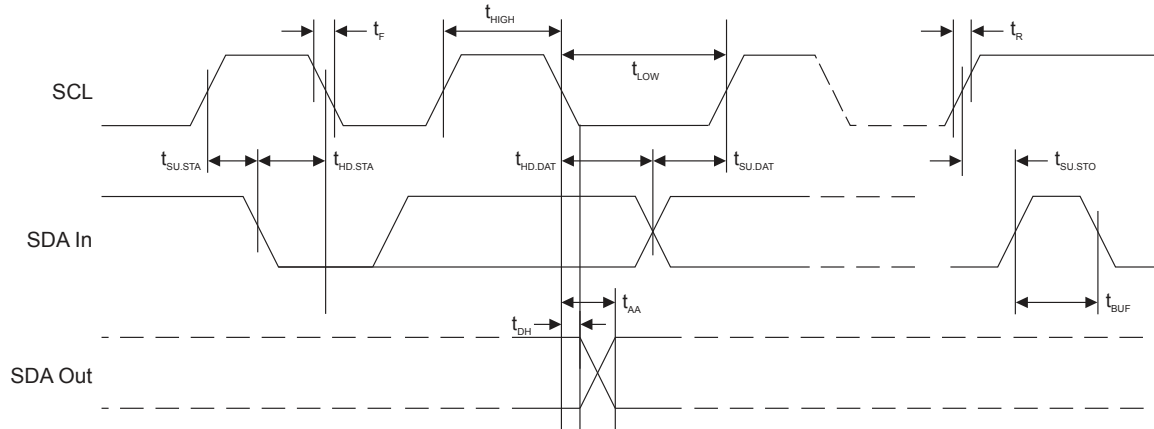 t_F
t_HIGH
t_R
t_LOW
SCL
t_SU.STA
t_HD.STA
t_HD.DAT
t_SU.DAT
t_SU.STO
SDA In
t_AA
t_BUF
t_DH
SDA Out